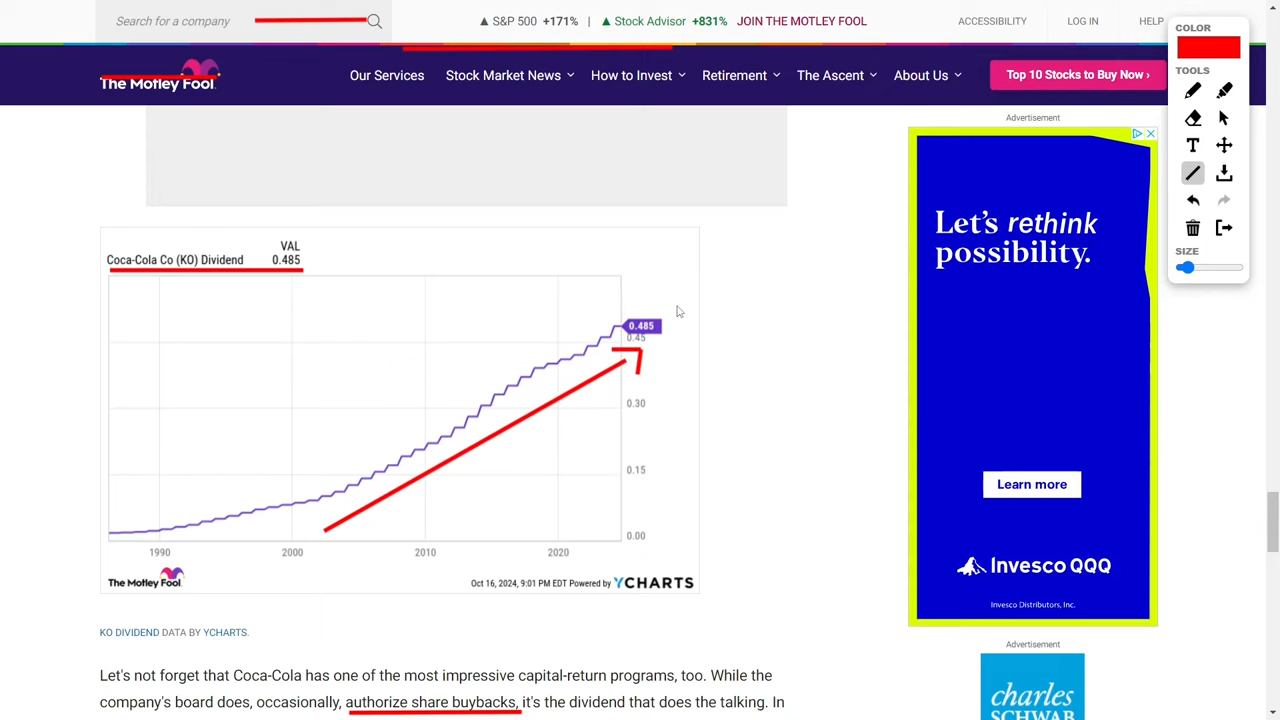 Search for a company
S&P 500 +171% | Stock Advisor +831% JOIN THE MOTLEY FOOL
ACCESSIBILITY LOG IN HELP
COLOR
The Motley Fool
Our Services Stock Market News How to Invest Retirement The Ascent About Us
Top 10 Stocks to Buy Now ›
TOOLS
T
SIZE
Advertisement
Let's rethink
possibility.
Learn more
Invesco QQQ
Invesco Distributors, Inc.
Advertisement
charles
SCHWAB
VAL
Coca-Cola Co (KO) Dividend 0.485
0.485
0.45
0.30
0.15
0.00
1990 2000 2010 2020
The Motley Fool
Oct 16, 2024, 9:01 PM EDT Powered by YCHARTS
KO DIVIDEND DATA BY YCHARTS.
Let's not forget that Coca-Cola has one of the most impressive capital-return programs, too. While the
company's board does, occasionally, authorize share buybacks, it's the dividend that does the talking. In